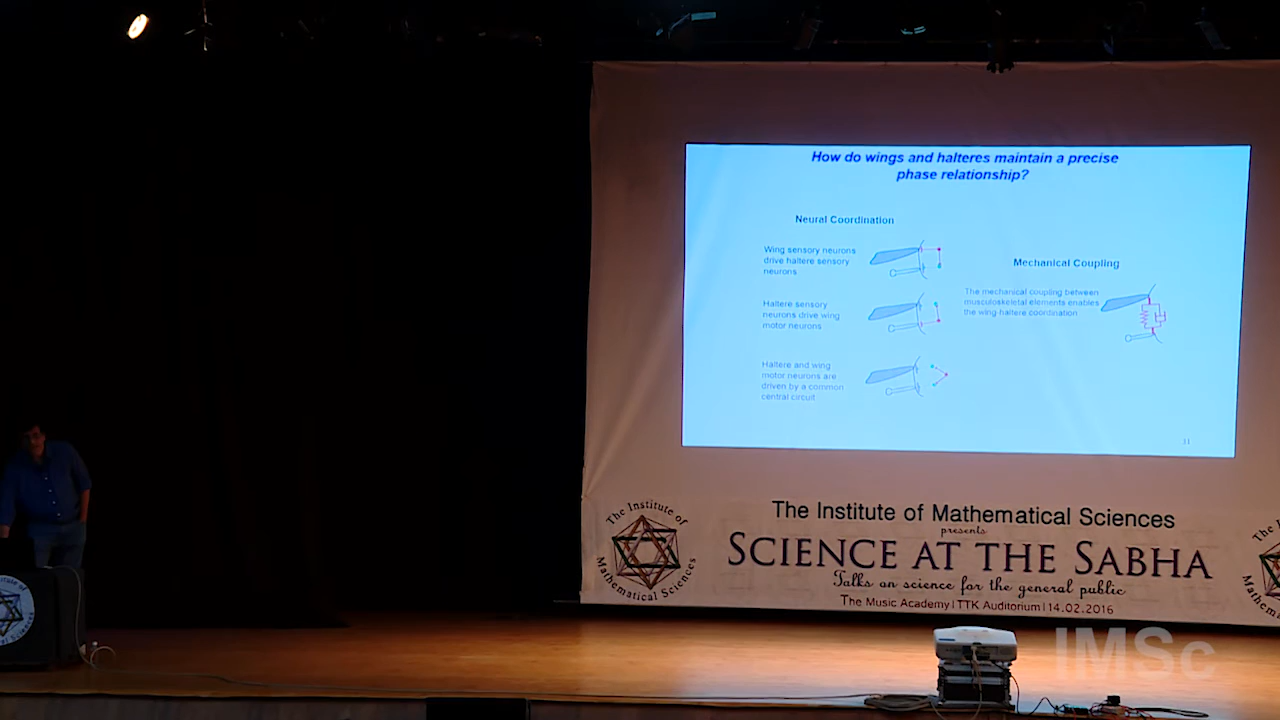 How do wings and halteres maintain a precise
phase relationship?
Neural Coordination
Wing sensory neurons
drive haltere sensory
neurons
Haltere sensory
neurons drive wing
motor neurons
Haltere and wing
motor neurons are
driven by a common
central circuit
Mechanical Coupling
The mechanical coupling between
musculoskeletal elements enables
the wing-haltere coordination
11
The Institute of Mathematical Sciences
The Institute of Mathematical Sciences
presents
SCIENCE AT THE SABHA
Talks on science for the general public
The Music Academy | TTK Auditorium | 14.02.2016
IMSc